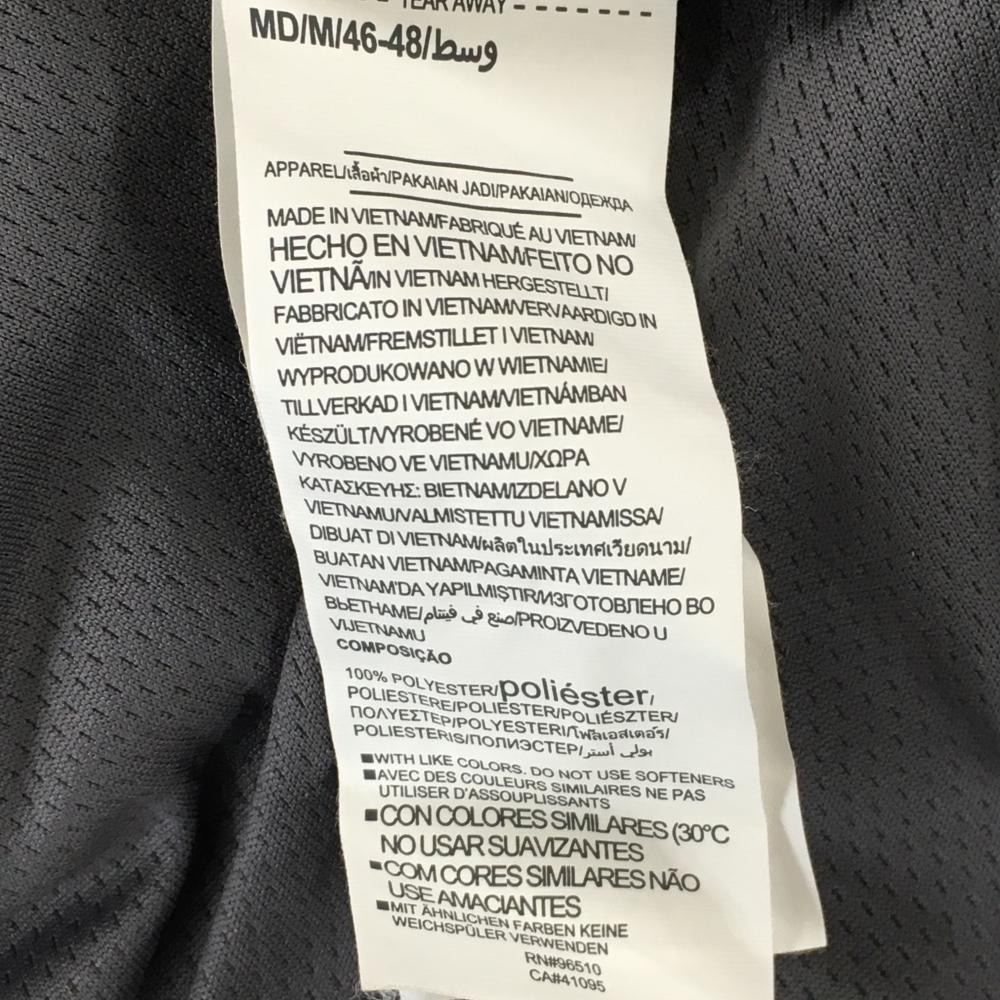 TEAR AWAY
MD/M/46-48/وسط
APPAREL/เสื้อผ้า/PAKAIAN JADI/PAKAIAN/ОДЕЖДА
MADE IN VIETNAM/FABRIQUÉ AU VIETNAM/
HECHO EN VIETNAM/FEITO NO
VIETNÃ/IN VIETNAM HERGESTELLT/
FABBRICATO IN VIETNAM/VERVAARDIGD IN
VIËTNAM/FREMSTILLET I VIETNAM/
WYPRODUKOWANO W WIETNAMIE/
TILLVERKAD I VIETNAM/VIETNÁMBAN
KÉSZÜLT/VYROBENÉ VO VIETNAME/
VYROBENO VE VIETNAMU/ΧΩΡΑ
ΚΑΤΑΣΚΕΥΗΣ: ΒΙΕΤΝΑΜ/IZDELANO V
VIETNAMU/VALMISTETTU VIETNAMISSA/
DIBUAT DI VIETNAM/ผลิตในประเทศเวียดนาม/
BUATAN VIETNAM/PAGAMINTA VIETNAME/
VIETNAM'DA YAPILMIŞTIR/ИЗГОТОВЛЕНО ВО
ВЬЕТНАМЕ/صنع في فيتنام/PROIZVEDENO U
VIJETNAMU
COMPOSIÇÃO
100% POLYESTER/poliéster/
POLIESTERE/POLIESTER/POLIÉSZTER/
ΠΟΛΥΕΣΤΕΡ/POLYESTERI/โพลีเอสเตอร์/
POLIESTERIS/ПОЛИЭСТЕР/بولي أستر
■WITH LIKE COLORS. DO NOT USE SOFTENERS
■AVEC DES COULEURS SIMILAIRES NE PAS
UTILISER D'ASSOUPLISSANTS
■CON COLORES SIMILARES (30°C
NO USAR SUAVIZANTES
■COM CORES SIMILARES NÃO
USE AMACIANTES
■MIT ÄHNLICHEN FARBEN KEINE
WEICHSPÜLER VERWENDEN
RN#96510
CA#41095